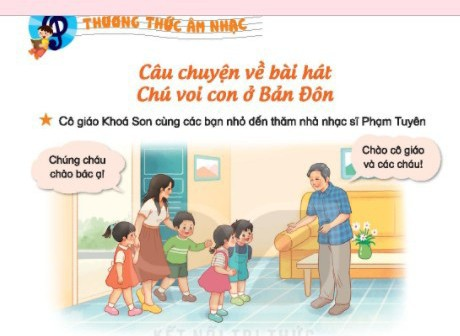 THƯỜNG THỨC ÂM NHẠC
Câu chuyện về bài hát
Chú voi con ở Bản Đôn
★ Cô giáo Khoá Son cùng các bạn nhỏ đến thăm nhà nhạc sĩ Phạm Tuyên
Chúng cháu
chào bác ạ!
Chào cô giáo
và các cháu!
KẾT NỐI TRI THỨC